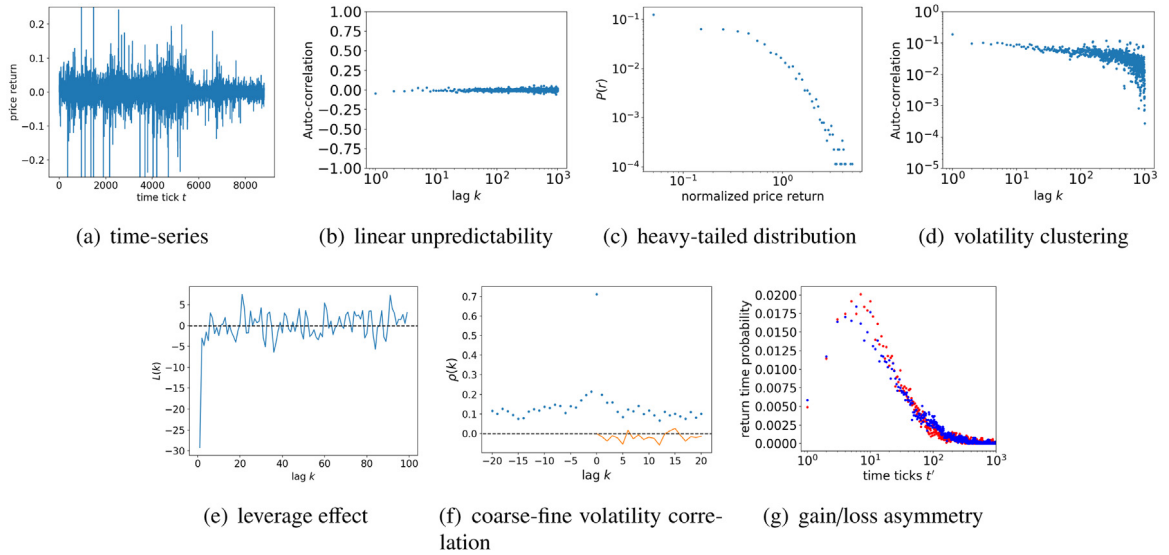 0.2
0.1
0.0
−0.1
−0.2
price return
0 2000 4000 6000 8000
time tick t
(a) time-series
1.00
0.75
0.50
0.25
0.00
−0.25
−0.50
−0.75
−1.00
Auto-correlation
10^0 10^1 10^2 10^3
lag k
(b) linear unpredictability
10^-1
10^-2
10^-3
10^-4
P(r)
10^-1 10^0
normalized price return
(c) heavy-tailed distribution
10^0
10^-1
10^-2
10^-3
10^-4
10^-5
Auto-correlation
10^0 10^1 10^2 10^3
lag k
(d) volatility clustering
5
0
−5
−10
−15
−20
−25
−30
L(k)
0 20 40 60 80 100
lag k
(e) leverage effect
0.7
0.6
0.5
0.4
0.3
0.2
0.1
0.0
ρ(k)
−20 −15 −10 −5 0 5 10 15 20
lag k
(f) coarse-fine volatility corre-
lation
0.0200
0.0175
0.0150
0.0125
0.0100
0.0075
0.0050
0.0025
0.0000
return time probability
10^0 10^1 10^2 10^3
time ticks t′
(g) gain/loss asymmetry